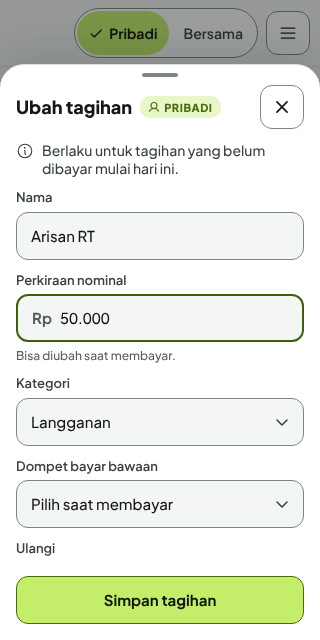 Pribadi
Bersama
Ubah tagihan
PRIBADI
Berlaku untuk tagihan yang belum
dibayar mulai hari ini.
Nama
Arisan RT
Perkiraan nominal
Rp 50.000
Bisa diubah saat membayar.
Kategori
Langganan
Dompet bayar bawaan
Pilih saat membayar
Ulangi
Simpan tagihan